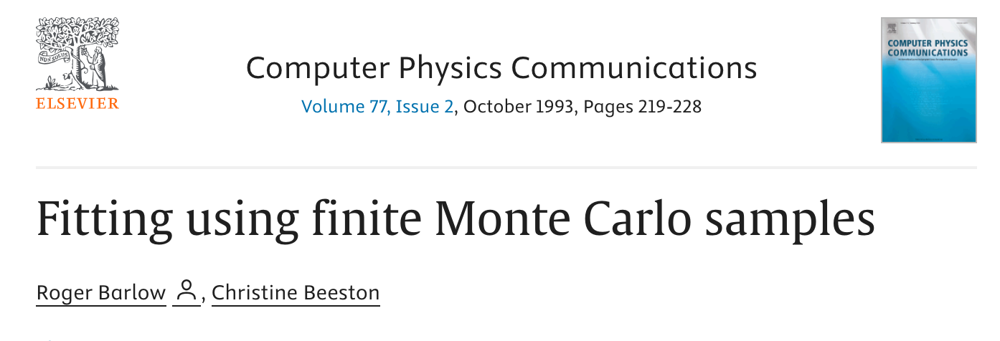 NON SOLUS
ELSEVIER
Computer Physics Communications
Volume 77, Issue 2, October 1993, Pages 219-228
COMPUTER PHYSICS
COMMUNICATIONS
Fitting using finite Monte Carlo samples
Roger Barlow , Christine Beeston